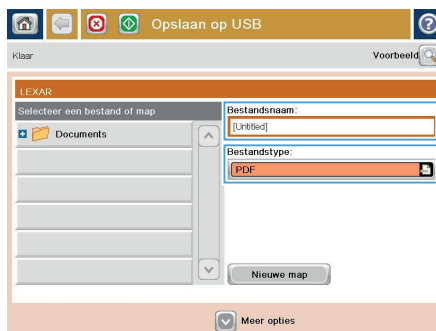 Opslaan op USB
Klaar
Voorbeeld
LEXAR
Selecteer een bestand of map
Bestandsnaam:
Documents
[Untitled]
Bestandstype:
PDF
Nieuwe map
Meer opties